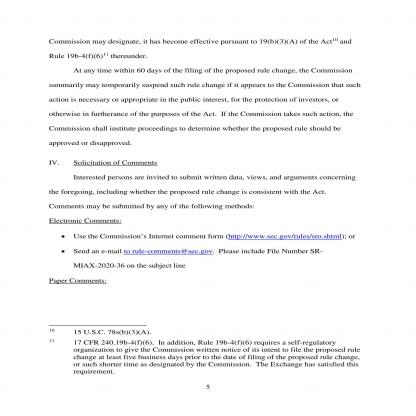 Commission may designate, it has become effective pursuant to 19(b)(3)(A) of the Act10 and
Rule 19b-4(f)(6)11 thereunder.
At any time within 60 days of the filing of the proposed rule change, the Commission
summarily may temporarily suspend such rule change if it appears to the Commission that such
action is necessary or appropriate in the public interest, for the protection of investors, or
otherwise in furtherance of the purposes of the Act. If the Commission takes such action, the
Commission shall institute proceedings to determine whether the proposed rule should be
approved or disapproved.
IV. Solicitation of Comments
Interested persons are invited to submit written data, views, and arguments concerning
the foregoing, including whether the proposed rule change is consistent with the Act.
Comments may be submitted by any of the following methods:
Electronic Comments:
• Use the Commission's Internet comment form (http://www.sec.gov/rules/sro.shtml); or
• Send an e-mail to rule-comments@sec.gov. Please include File Number SR-
MIAX-2020-36 on the subject line
Paper Comments:
10 15 U.S.C. 78s(b)(3)(A).
11 17 CFR 240.19b-4(f)(6). In addition, Rule 19b-4(f)(6) requires a self-regulatory
organization to give the Commission written notice of its intent to file the proposed rule
change at least five business days prior to the date of filing of the proposed rule change,
or such shorter time as designated by the Commission. The Exchange has satisfied this
requirement.
5